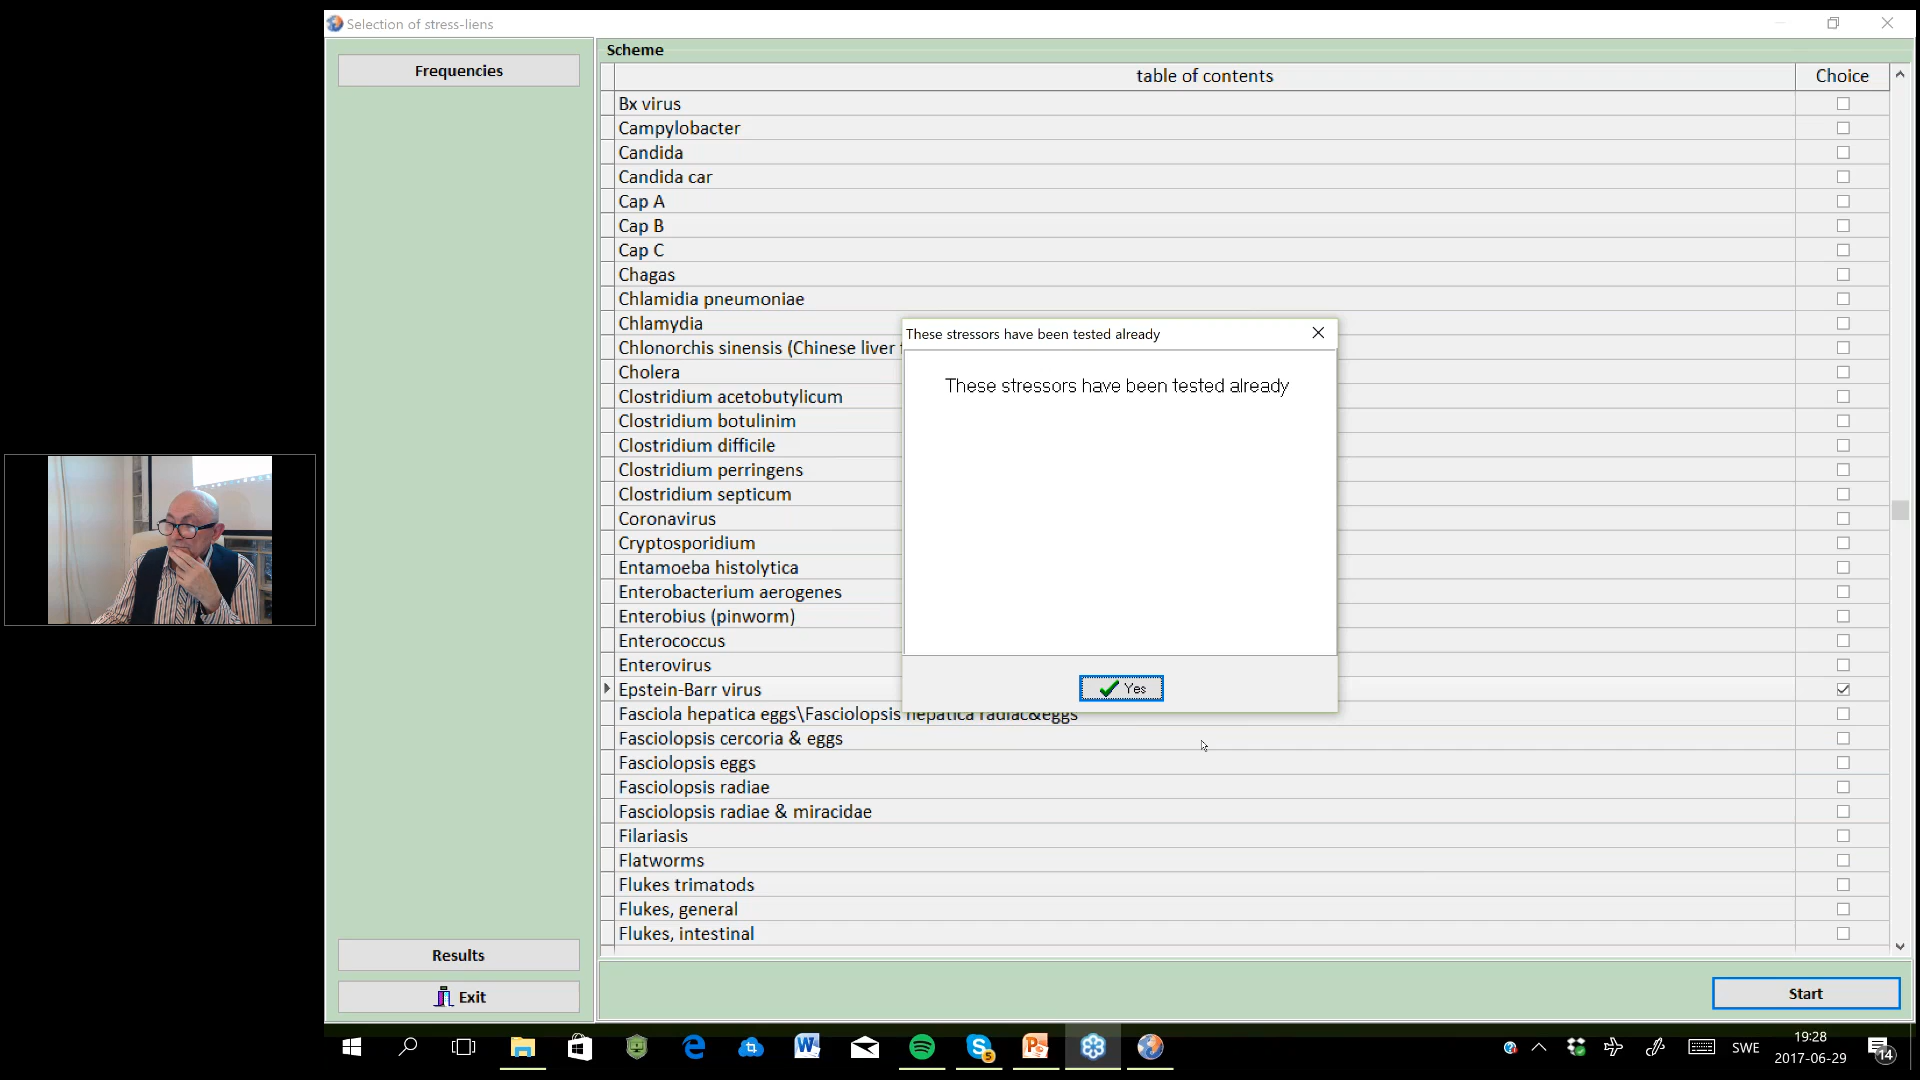 Selection of stress-liens
Frequencies
Scheme
table of contents
Choice
Bx virus
Campylobacter
Candida
Candida car
Cap A
Cap B
Cap C
Chagas
Chlamidia pneumoniae
Chlamydia
Chlonorchis sinensis (Chinese liver
Cholera
Clostridium acetobutylicum
Clostridium botulinim
Clostridium difficile
Clostridium perringens
Clostridium septicum
Coronavirus
Cryptosporidium
Entamoeba histolytica
Enterobacterium aerogenes
Enterobius (pinworm)
Enterococcus
Enterovirus
Epstein-Barr virus
Fasciola hepatica eggs\Fasciolopsis hepatica radiac&eggs
Fasciolopsis cercoria & eggs
Fasciolopsis eggs
Fasciolopsis radiae
Fasciolopsis radiae & miracidae
Filariasis
Flatworms
Flukes trimatods
Flukes, general
Flukes, intestinal
These stressors have been tested already
These stressors have been tested already
Yes
Results
Exit
Start
5
SWE
19:28
2017-06-29
14